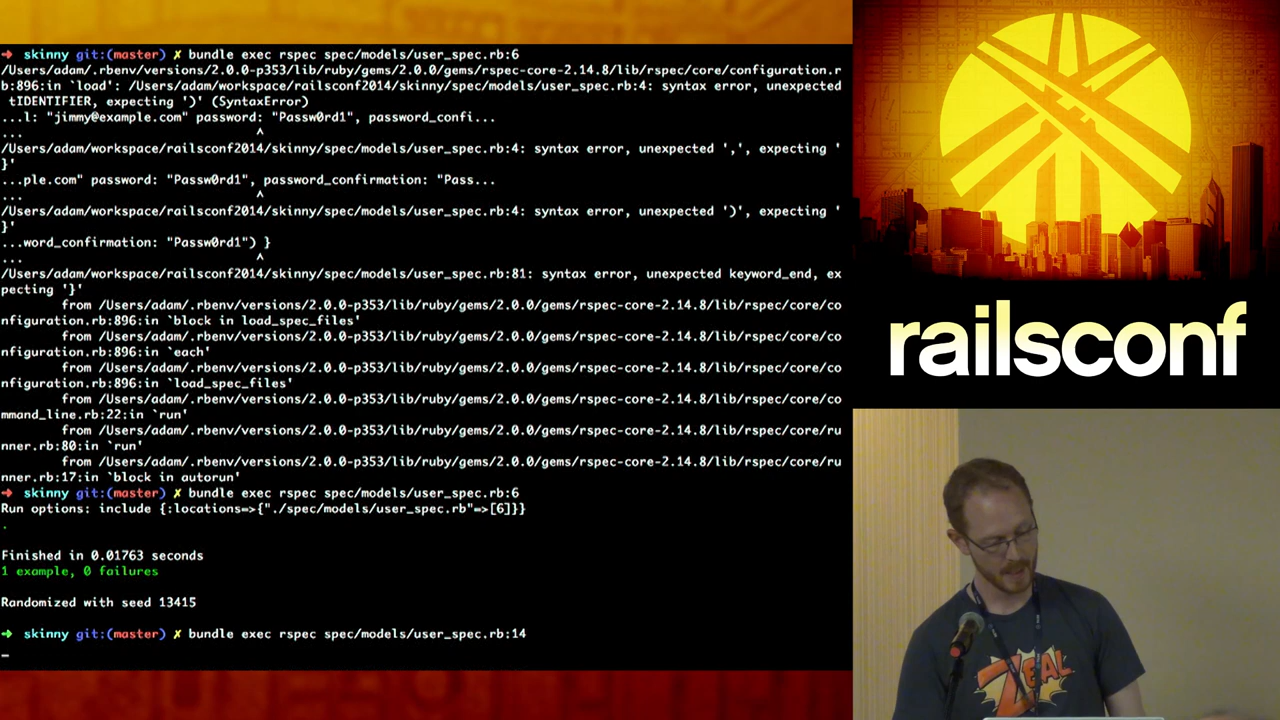 ➜ skinny git:(master) ✗ bundle exec rspec spec/models/user_spec.rb:6
/Users/adam/.rbenv/versions/2.0.0-p353/lib/ruby/gems/2.0.0/gems/rspec-core-2.14.8/lib/rspec/core/configuration.r
b:896:in `load': /Users/adam/workspace/railsconf2014/skinny/spec/models/user_spec.rb:4: syntax error, unexpected
tIDENTIFIER, expecting ')' (SyntaxError)
...l: "jimmy@example.com" password: "Passw0rd1", password_confi...
...                               ^
/Users/adam/workspace/railsconf2014/skinny/spec/models/user_spec.rb:4: syntax error, unexpected ',', expecting '
}'
...ple.com" password: "Passw0rd1", password_confirmation: "Pass...
...                               ^
/Users/adam/workspace/railsconf2014/skinny/spec/models/user_spec.rb:4: syntax error, unexpected ')', expecting '
}'
...word_confirmation: "Passw0rd1") }
...                               ^
/Users/adam/workspace/railsconf2014/skinny/spec/models/user_spec.rb:81: syntax error, unexpected keyword_end, ex
pecting '}'
from /Users/adam/.rbenv/versions/2.0.0-p353/lib/ruby/gems/2.0.0/gems/rspec-core-2.14.8/lib/rspec/core/co
nfiguration.rb:896:in `block in load_spec_files'
from /Users/adam/.rbenv/versions/2.0.0-p353/lib/ruby/gems/2.0.0/gems/rspec-core-2.14.8/lib/rspec/core/co
nfiguration.rb:896:in `each'
from /Users/adam/.rbenv/versions/2.0.0-p353/lib/ruby/gems/2.0.0/gems/rspec-core-2.14.8/lib/rspec/core/co
nfiguration.rb:896:in `load_spec_files'
from /Users/adam/.rbenv/versions/2.0.0-p353/lib/ruby/gems/2.0.0/gems/rspec-core-2.14.8/lib/rspec/core/co
mmand_line.rb:22:in `run'
from /Users/adam/.rbenv/versions/2.0.0-p353/lib/ruby/gems/2.0.0/gems/rspec-core-2.14.8/lib/rspec/core/ru
nner.rb:80:in `run'
from /Users/adam/.rbenv/versions/2.0.0-p353/lib/ruby/gems/2.0.0/gems/rspec-core-2.14.8/lib/rspec/core/ru
nner.rb:17:in `block in autorun'
➜ skinny git:(master) ✗ bundle exec rspec spec/models/user_spec.rb:6
Run options: include {:locations=>{"./spec/models/user_spec.rb"=>[6]}}
.
Finished in 0.01763 seconds
1 example, 0 failures
Randomized with seed 13415
➜ skinny git:(master) ✗ bundle exec rspec spec/models/user_spec.rb:14
railsconf
ZEAL